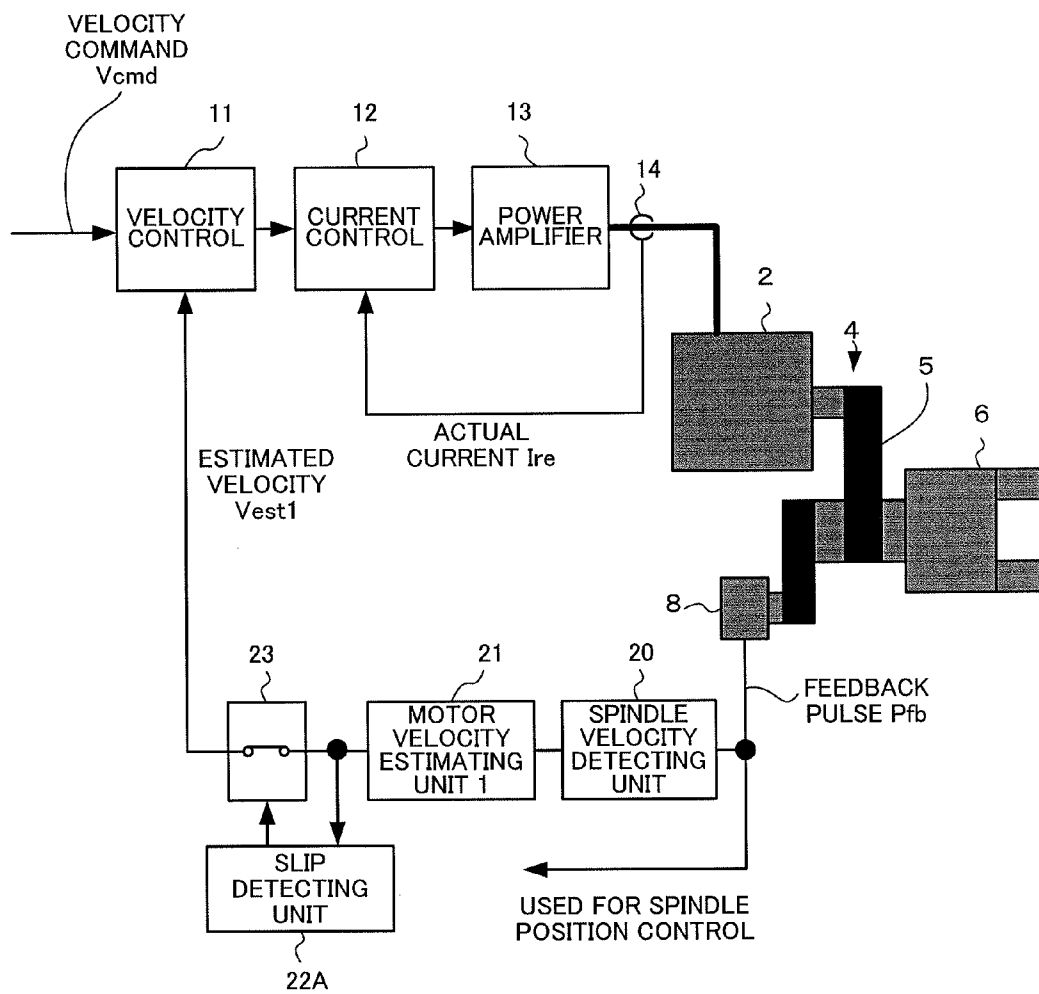 VELOCITY
COMMAND
Vcmd
11
12
13
14
VELOCITY
CONTROL
CURRENT
CONTROL
POWER
AMPLIFIER
2
4
5
6
ACTUAL
CURRENT Ire
ESTIMATED
VELOCITY
Vest1
8
23
21
20
FEEDBACK
PULSE Pfb
MOTOR
VELOCITY
ESTIMATING
UNIT 1
SPINDLE
VELOCITY
DETECTING
UNIT
SLIP
DETECTING
UNIT
22A
USED FOR SPINDLE
POSITION CONTROL